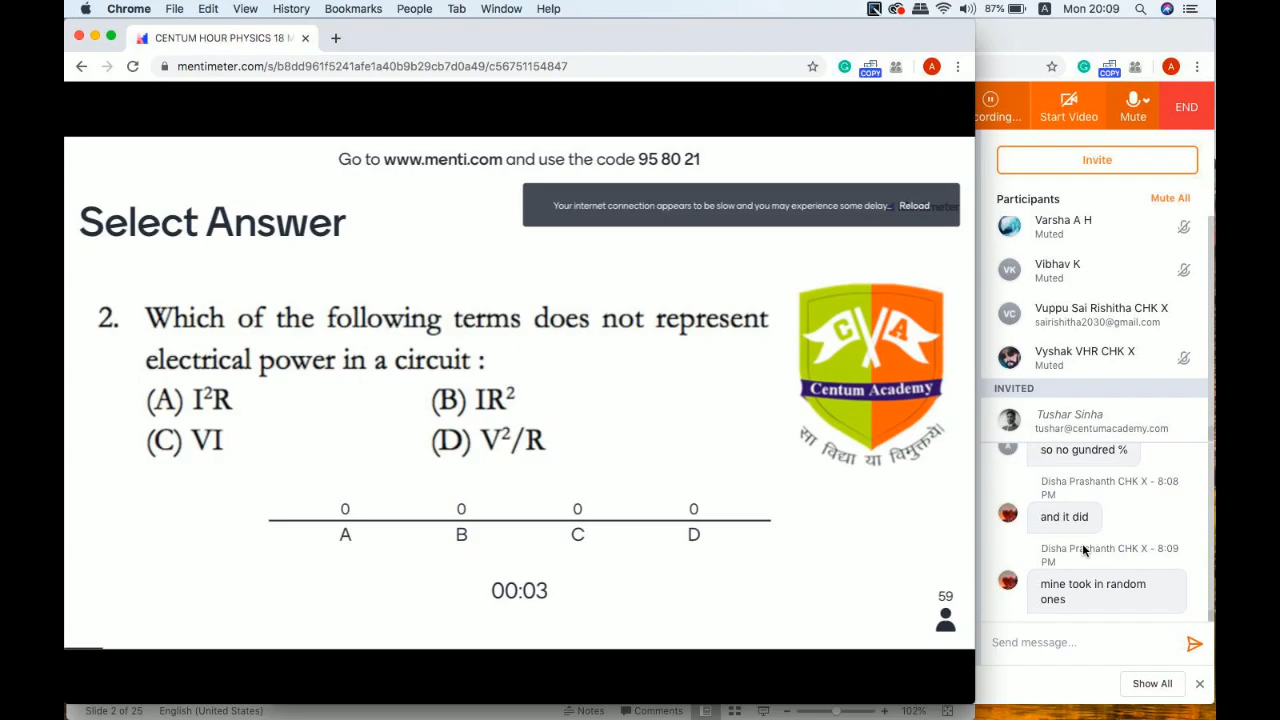 Chrome File Edit View History Bookmarks People Tab Window Help 87% A Mon 20:09
CENTUM HOUR PHYSICS 18 M
mentimeter.com/s/b8dd961f5241afe1a40b9b29cb7d0a49/c56751154847
COPY A
COPY A
Go to www.menti.com and use the code 95 80 21
Your internet connection appears to be slow and you may experience some delay... Reload
Select Answer
2. Which of the following terms does not represent
electrical power in a circuit :
(A) I²R (B) IR²
(C) VI (D) V²/R
C A
Centum Academy
सा विद्या या विमुक्तये।
0 0 0 0
A B C D
00:03
59
cording... Start Video Mute END
Invite
Participants Mute All
Varsha A H
Muted
VK Vibhav K
Muted
VC Vuppu Sai Rishitha CHK X
sairishitha2030@gmail.com
Vyshak VHR CHK X
Muted
INVITED
Tushar Sinha
tushar@centumacademy.com
so no gundred %
Disha Prashanth CHK X - 8:08
PM
and it did
Disha Prashanth CHK X - 8:09
PM
mine took in random
ones
Send message...
Show All
Slide 2 of 25 English (United States) Notes Comments 102%